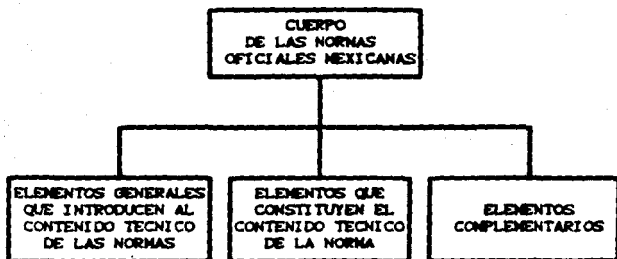 CUERPO
DE LAS NORMAS
OFICIALES MEXICANAS
ELEMENTOS GENERALES
QUE INTRODUCEN AL
CONTENIDO TECNICO
DE LAS NORMAS
ELEMENTOS QUE
CONSTITUYEN EL
CONTENIDO TECNICO
DE LA NORMA
ELEMENTOS
COMPLEMENTARIOS